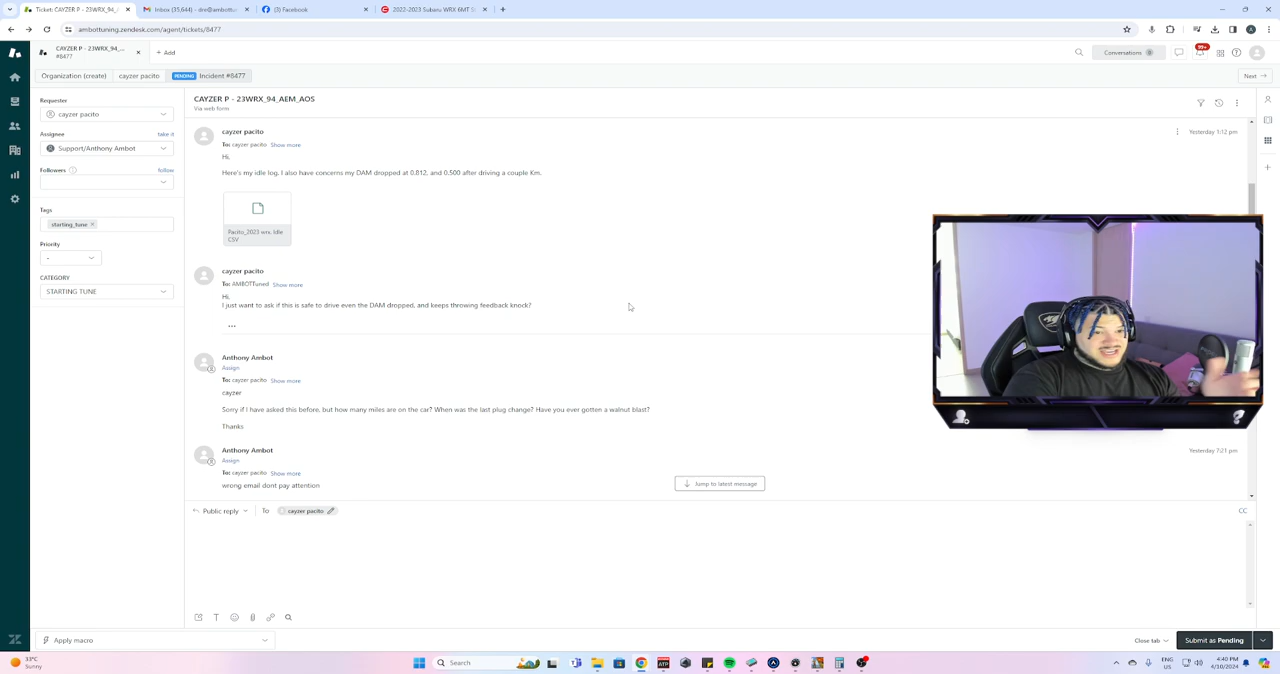 Ticket: CAYZER P - 23WRX_94_
Inbox (35,644) - dre@ambottun
(3) Facebook
2022-2023 Subaru WRX 6MT S
ambottuning.zendesk.com/agent/tickets/8477
CAYZER P - 23WRX_94_...
#8477
Add
Conversations 0
99+
Organization (create)
cayzer pacito
PENDING Incident #8477
Next
Requester
cayzer pacito
Assignee
take it
Support/Anthony Ambot
Followers
follow
Tags
starting_tune
Priority
-
CATEGORY
STARTING TUNE
CAYZER P - 23WRX_94_AEM_AOS
Via web form
cayzer pacito
Yesterday 1:12 pm
To: cayzer pacito Show more
Hi,
Here's my idle log. I also have concerns my DAM dropped at 0.812, and 0.500 after driving a couple Km.
Pacito_2023 wrx. Idle
CSV
cayzer pacito
To: AMBOTTuned Show more
Hi,
I just want to ask if this is safe to drive even the DAM dropped, and keeps throwing feedback knock?
...
Anthony Ambot
Assign
To: cayzer pacito Show more
cayzer
Sorry if I have asked this before, but how many miles are on the car? When was the last plug change? Have you ever gotten a walnut blast?
Thanks
Anthony Ambot
Yesterday 7:21 pm
Assign
To: cayzer pacito Show more
wrong email dont pay attention
Jump to latest message
Public reply
To
cayzer pacito
CC
Apply macro
Close tab
Submit as Pending
33°C
Sunny
Search
ENG
US
4:40 PM
4/10/2024